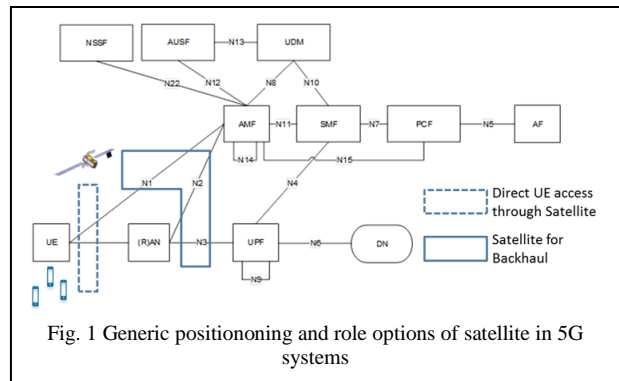 NSSF
AUSF
N13
UDM
N22
N12
N8
N10
AMF
N11
SMF
N7
PCF
N5
AF
N14
N15
N1
N2
N4
Direct UE access
through Satellite
UE
(R)AN
N3
UPF
N6
DN
Satellite for
Backhaul
N9
Fig. 1 Generic positiononing and role options of satellite in 5G
systems